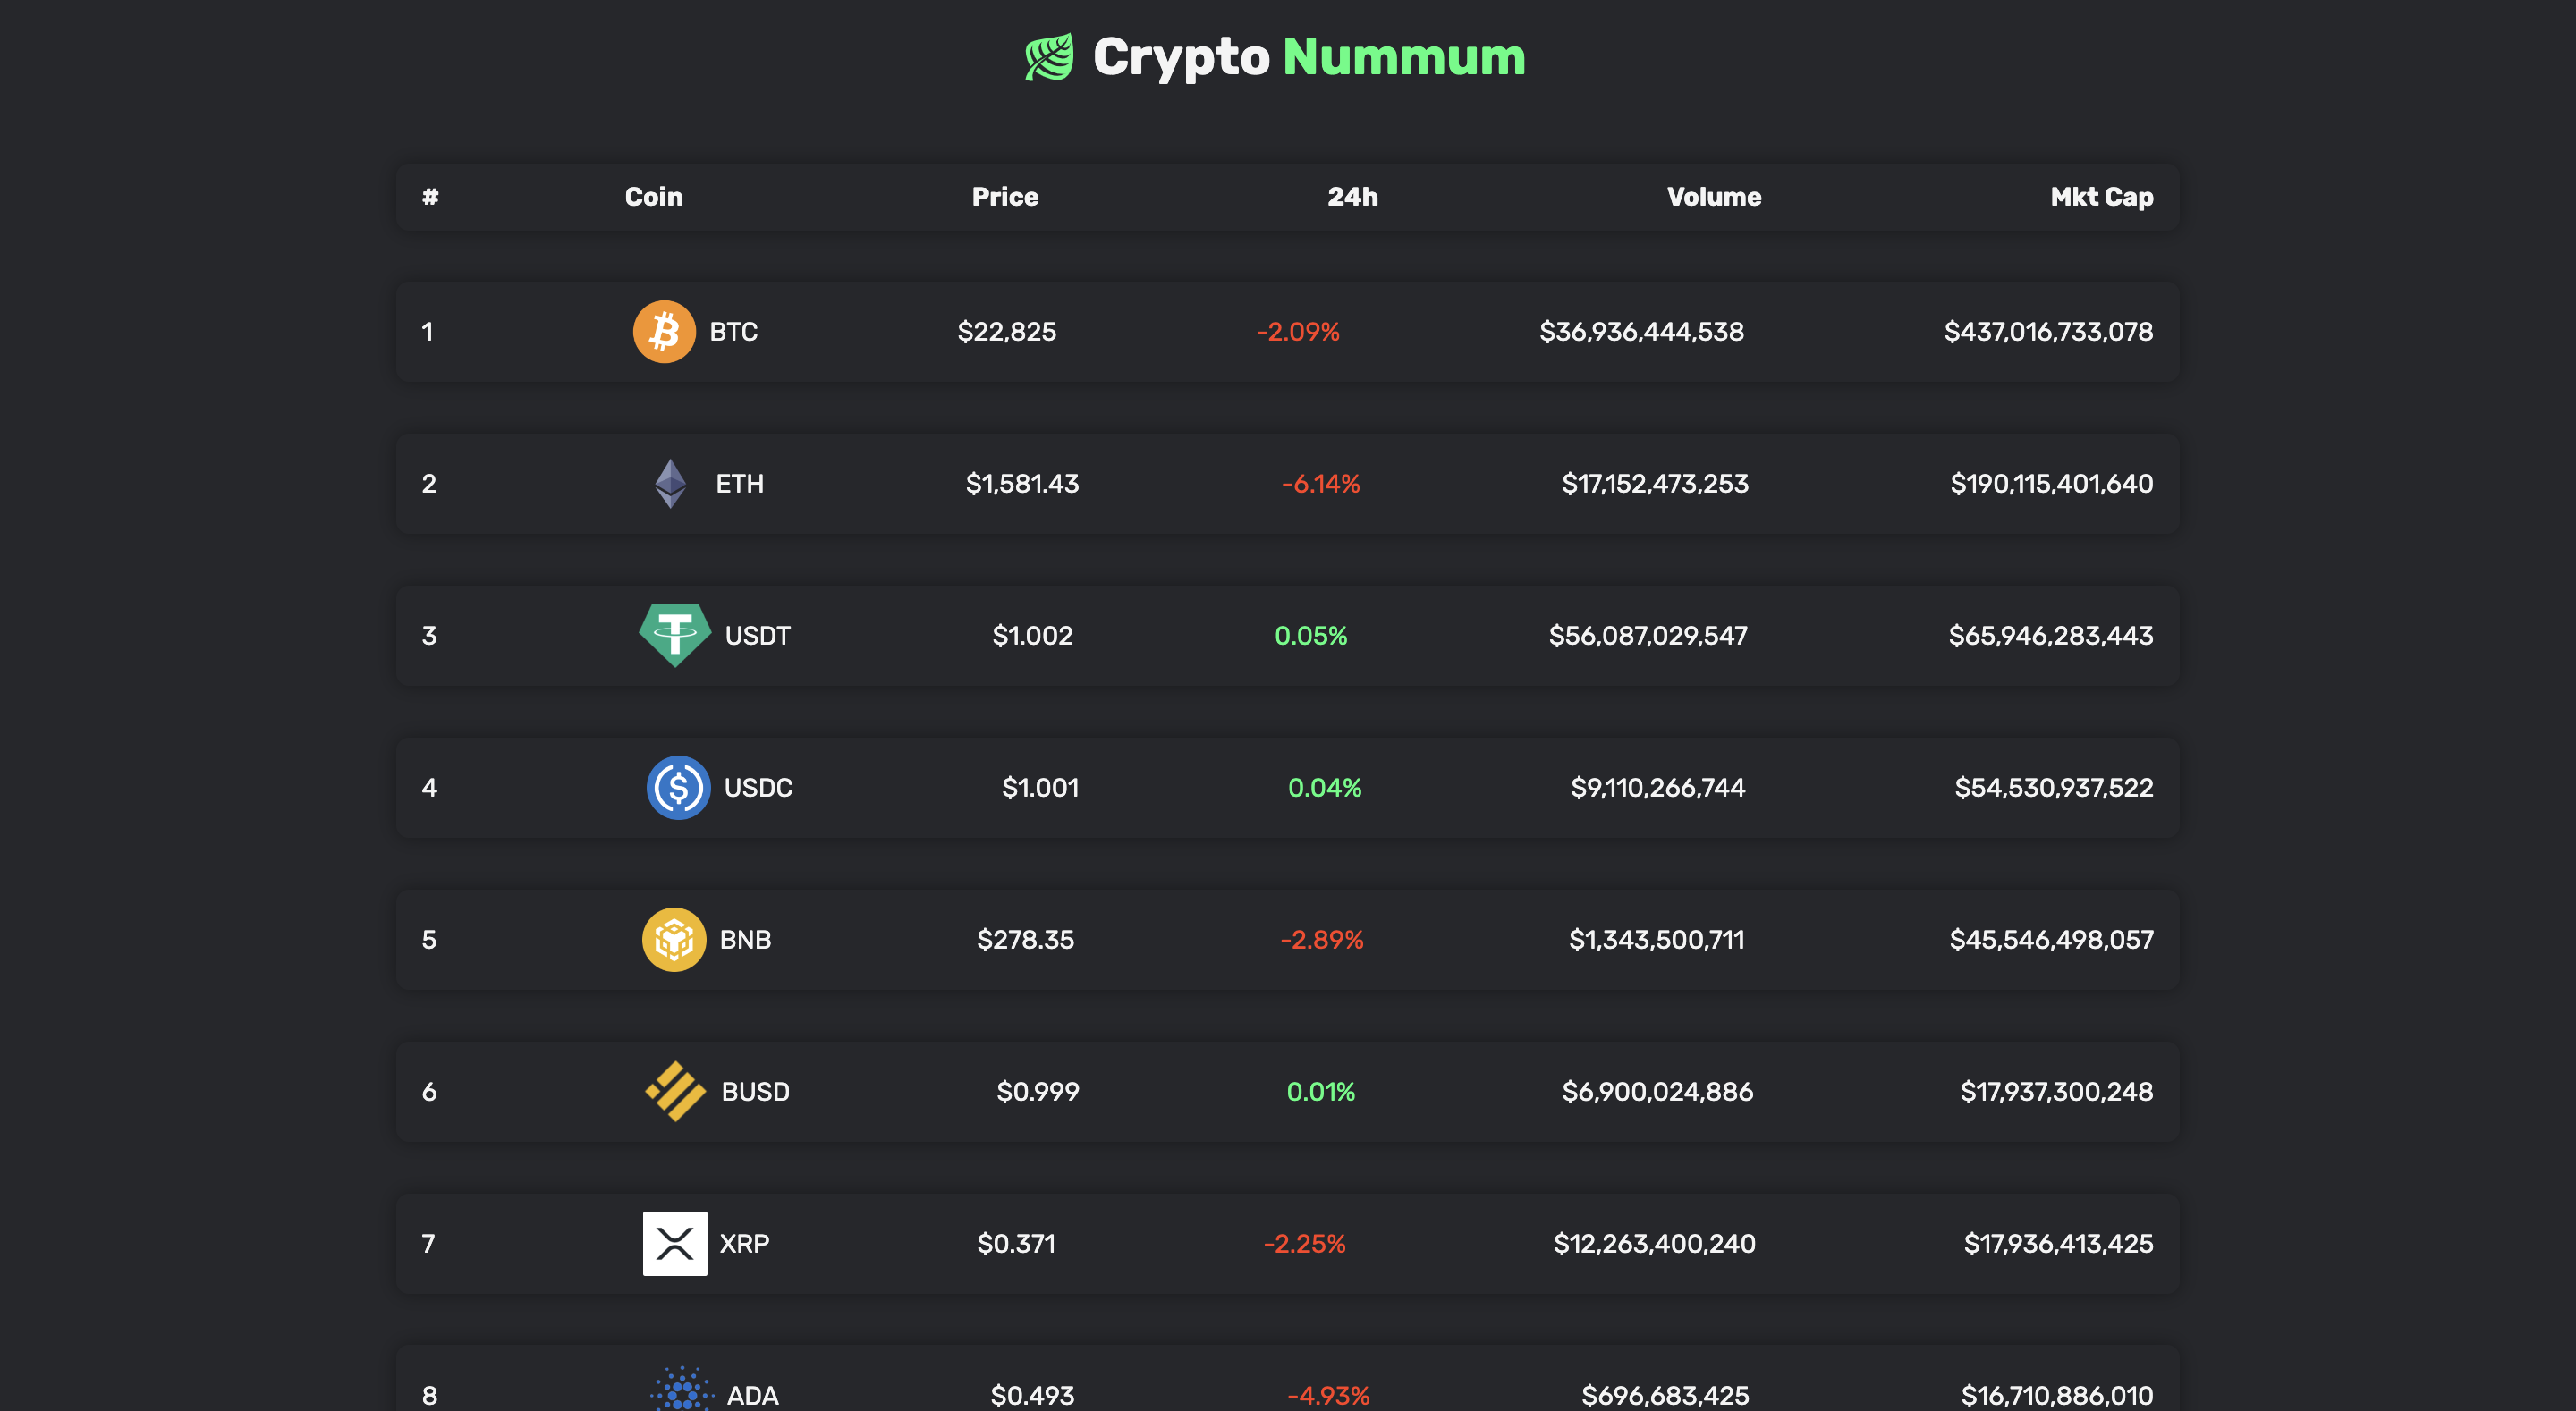 Crypto Nummum
# Coin Price 24h Volume Mkt Cap
1 BTC $22,825 -2.09% $36,936,444,538 $437,016,733,078
2 ETH $1,581.43 -6.14% $17,152,473,253 $190,115,401,640
3 USDT $1.002 0.05% $56,087,029,547 $65,946,283,443
4 USDC $1.001 0.04% $9,110,266,744 $54,530,937,522
5 BNB $278.35 -2.89% $1,343,500,711 $45,546,498,057
6 BUSD $0.999 0.01% $6,900,024,886 $17,937,300,248
7 XRP $0.371 -2.25% $12,263,400,240 $17,936,413,425
8 ADA $0.493 -4.93% $696,683,425 $16,710,886,010